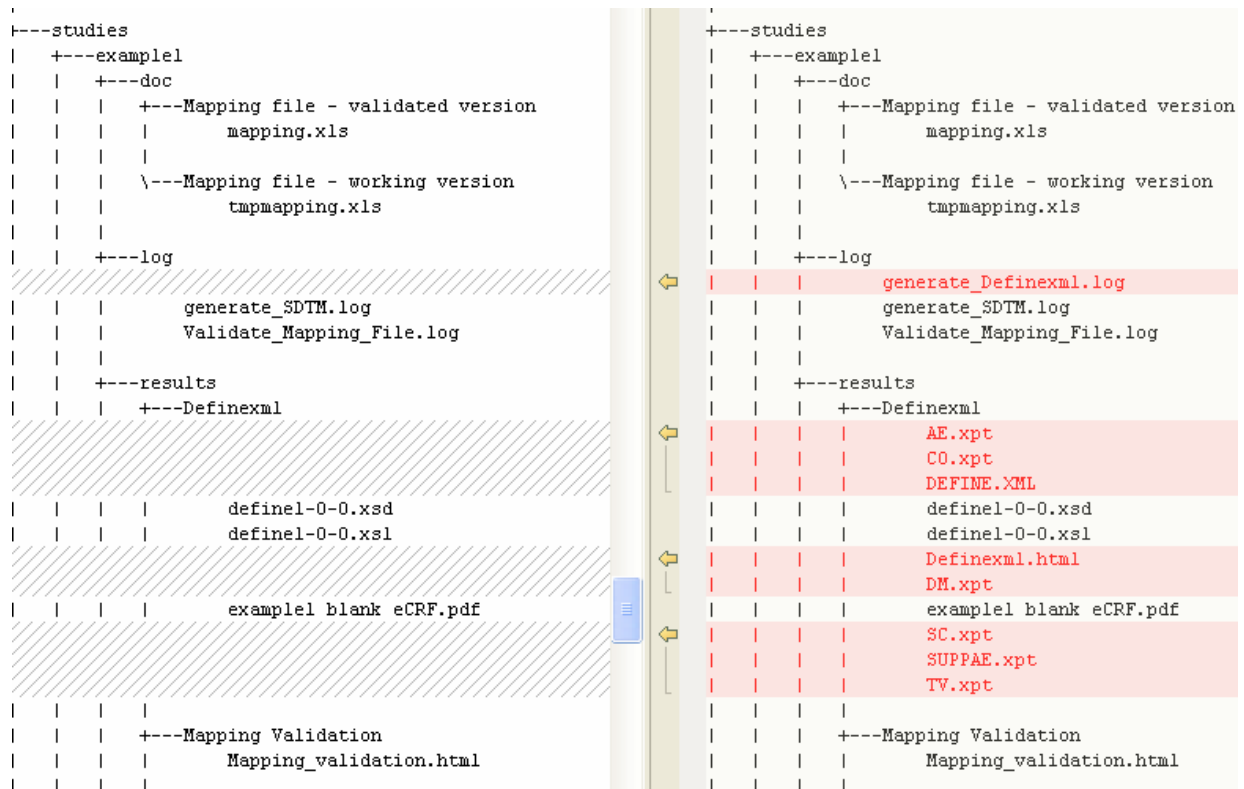 +---studies
|   +---example1
|   |   +---doc
|   |   |   +---Mapping file - validated version
|   |   |   |       mapping.xls
|   |   |   |
|   |   |   \---Mapping file - working version
|   |   |           tmpmapping.xls
|   |   |
|   |   +---log
|   |   |       generate_SDTM.log
|   |   |       Validate_Mapping_File.log
|   |   |
|   |   +---results
|   |   |   +---Definexml
|   |   |   |       define1-0-0.xsd
|   |   |   |       define1-0-0.xsl
|   |   |   |       example1 blank eCRF.pdf
|   |   |   |
|   |   |   +---Mapping Validation
|   |   |   |       Mapping_validation.html
|   |   |   |
+---studies
|   +---example1
|   |   +---doc
|   |   |   +---Mapping file - validated version
|   |   |   |       mapping.xls
|   |   |   |
|   |   |   \---Mapping file - working version
|   |   |           tmpmapping.xls
|   |   |
|   |   +---log
|   |   |       generate_Definexml.log
|   |   |       generate_SDTM.log
|   |   |       Validate_Mapping_File.log
|   |   |
|   |   +---results
|   |   |   +---Definexml
|   |   |   |       AE.xpt
|   |   |   |       CO.xpt
|   |   |   |       DEFINE.XML
|   |   |   |       define1-0-0.xsd
|   |   |   |       define1-0-0.xsl
|   |   |   |       Definexml.html
|   |   |   |       DM.xpt
|   |   |   |       example1 blank eCRF.pdf
|   |   |   |       SC.xpt
|   |   |   |       SUPPAE.xpt
|   |   |   |       TV.xpt
|   |   |   |
|   |   |   +---Mapping Validation
|   |   |   |       Mapping_validation.html
|   |   |   |